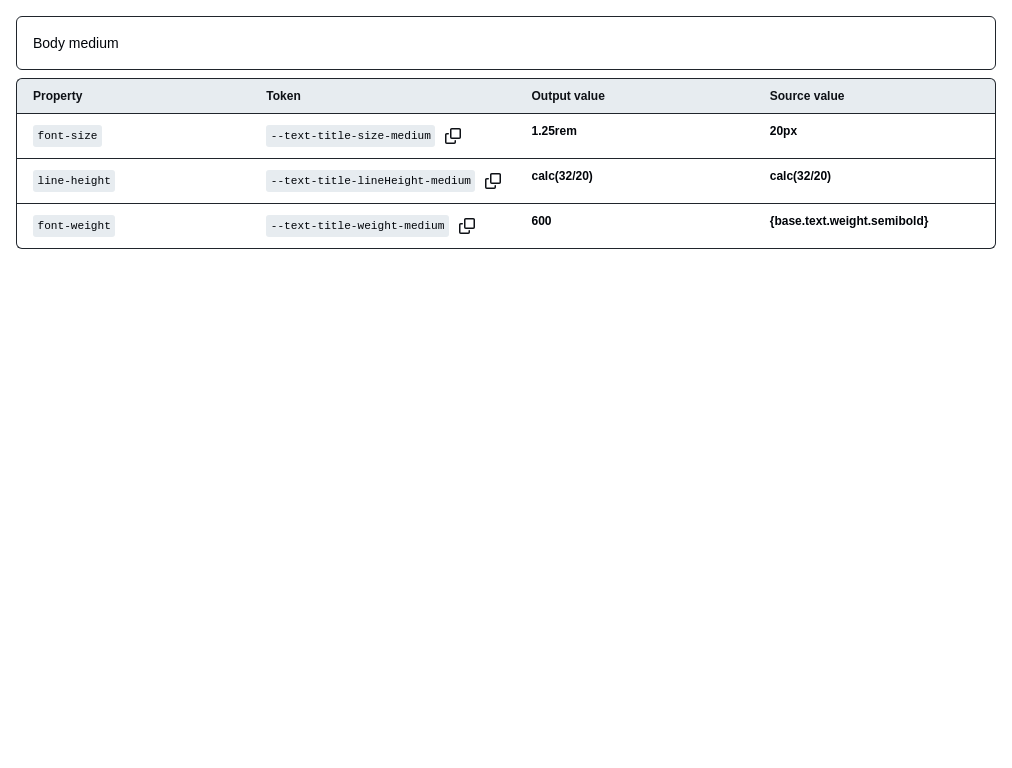 Body medium
Property Token Output value Source value
font-size --text-title-size-medium 1.25rem 20px
line-height --text-title-lineHeight-medium calc(32/20) calc(32/20)
font-weight --text-title-weight-medium 600 {base.text.weight.semibold}